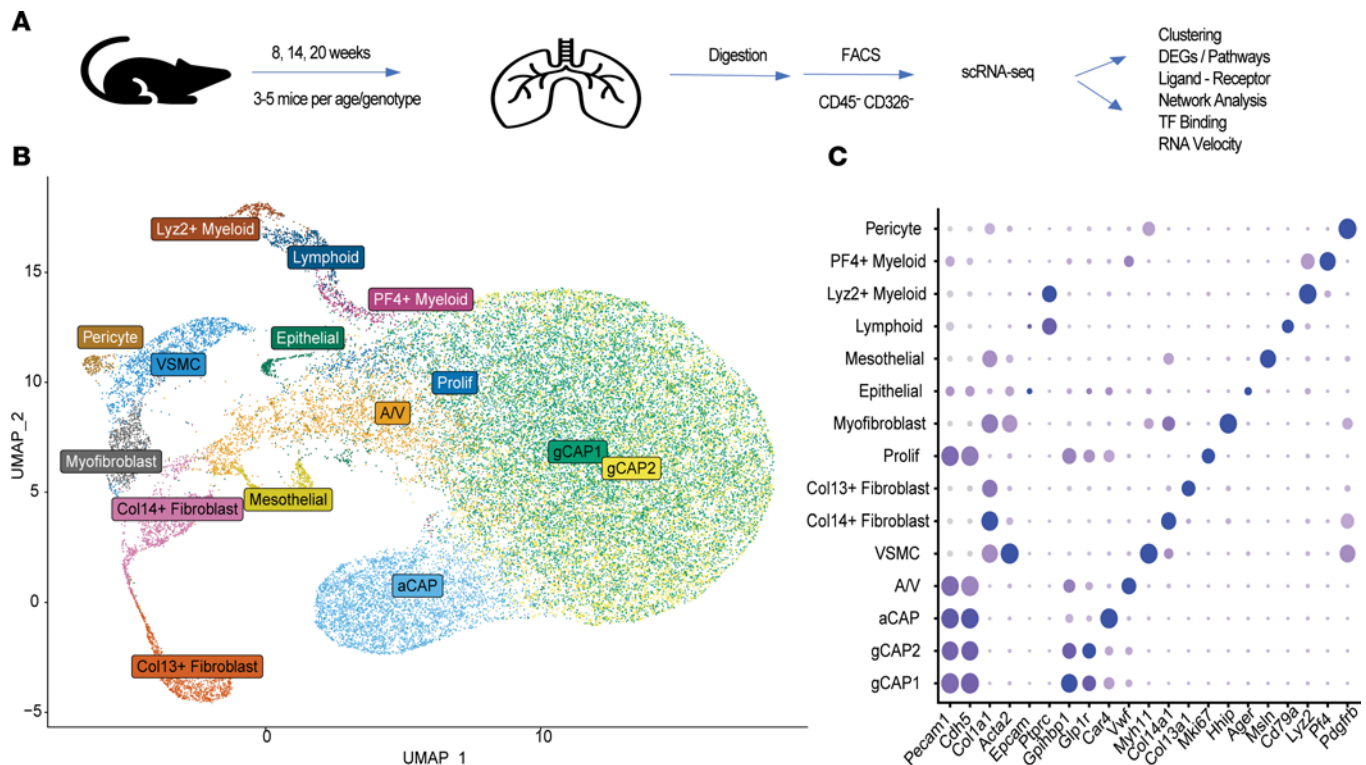 A
8, 14, 20 weeks
3-5 mice per age/genotype
Digestion
FACS
CD45- CD326-
scRNA-seq
Clustering
DEGs / Pathways
Ligand - Receptor
Network Analysis
TF Binding
RNA Velocity
B
UMAP_2
15
10
5
0
−5
Lyz2+ Myeloid
Lymphoid
PF4+ Myeloid
Pericyte
Epithelial
VSMC
Prolif
A/V
gCAP1
gCAP2
Myofibroblast
Mesothelial
Col14+ Fibroblast
aCAP
Col13+ Fibroblast
0
10
UMAP_1
C
Pericyte
PF4+ Myeloid
Lyz2+ Myeloid
Lymphoid
Mesothelial
Epithelial
Myofibroblast
Prolif
Col13+ Fibroblast
Col14+ Fibroblast
VSMC
A/V
aCAP
gCAP2
gCAP1
Pecam1
Cdh5
Col1a1
Acta2
Epcam
Ptprc
Gpihbp1
Glp1r
Car4
Vwf
Myh11
Col14a1
Col13a1
Mki67
Hhip
Ager
Msln
Cd79a
Lyz2
Pf4
Pdgfrb